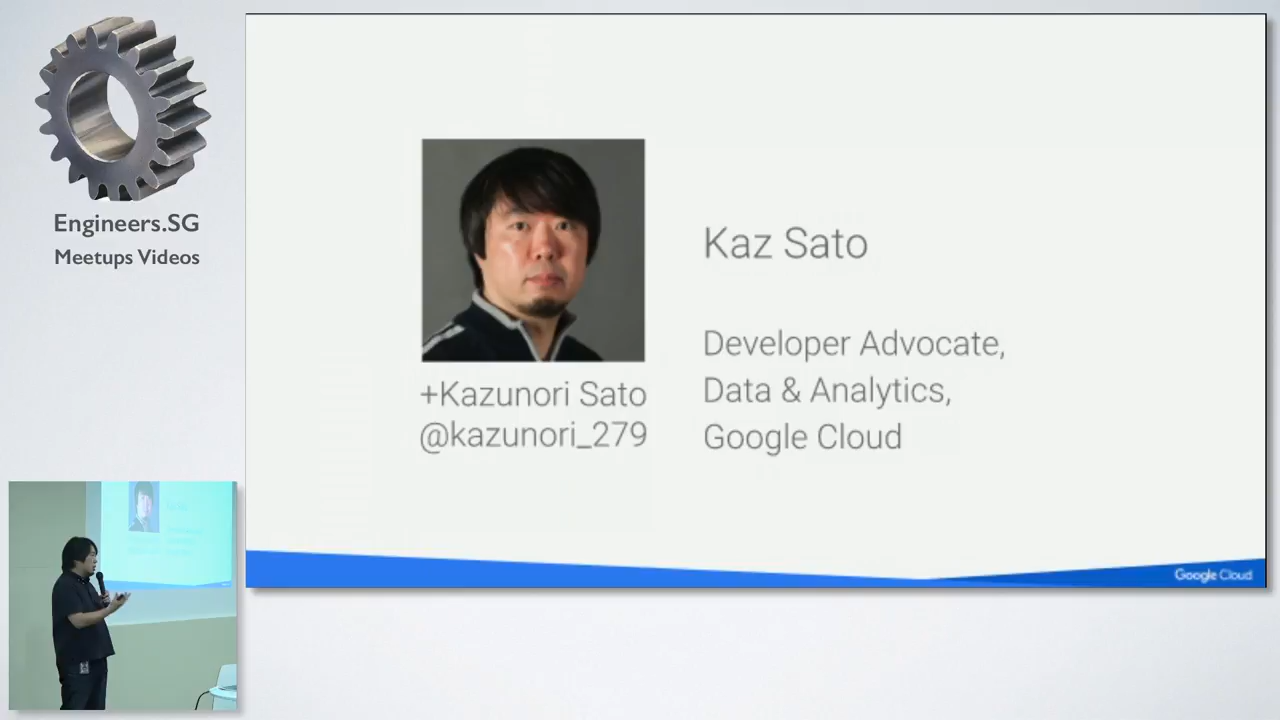 Engineers.SG
Meetups Videos
+Kazunori Sato
@kazunori_279
Kaz Sato
Developer Advocate,
Data & Analytics,
Google Cloud
Google Cloud